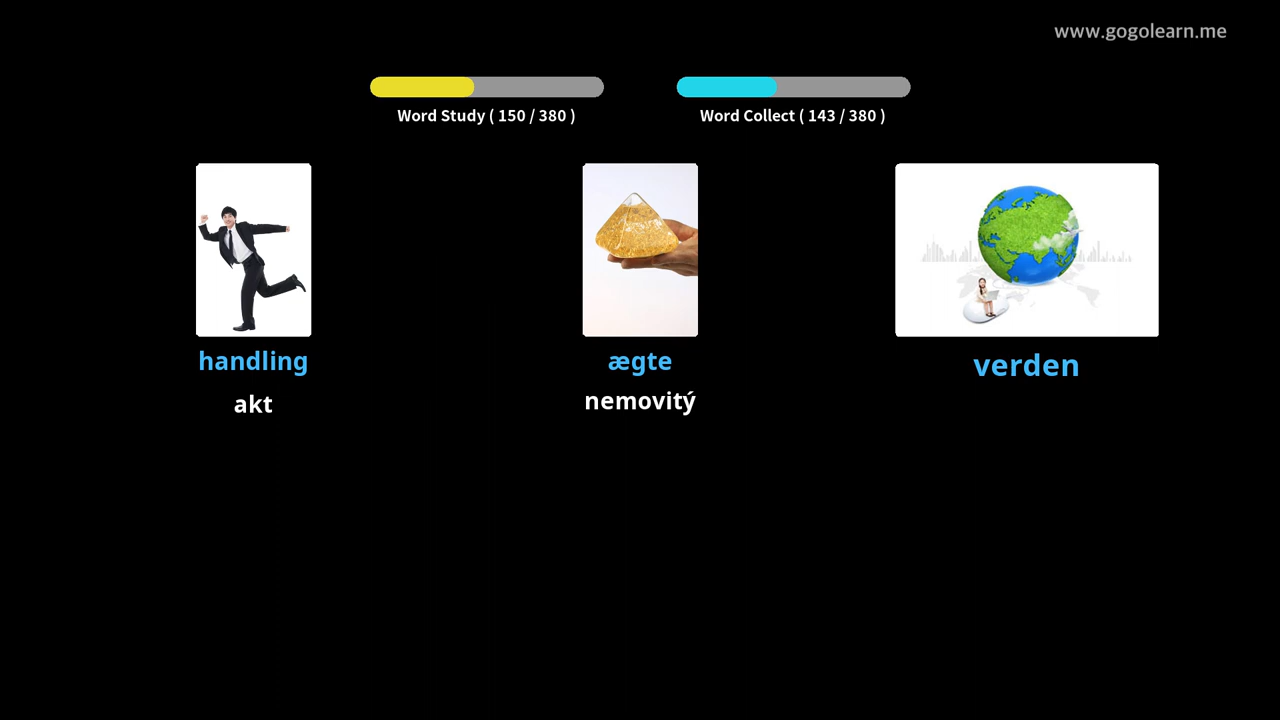 www.gogolearn.me
Word Study ( 150 / 380 )
Word Collect ( 143 / 380 )
handling
akt
ægte
nemovitý
verden